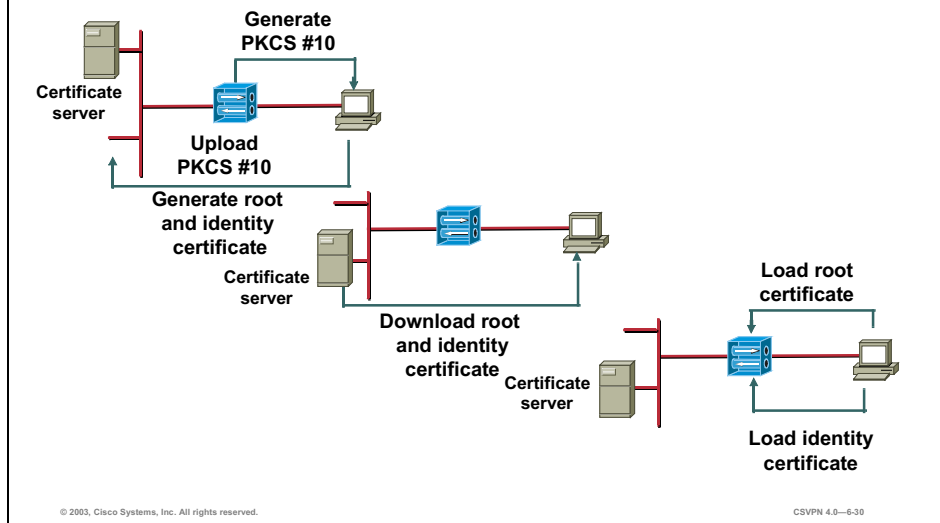 Generate
PKCS #10
Certificate
server
Upload
PKCS #10
Generate root
and identity
certificate
Certificate
server
Download root
and identity
certificate
Load root
certificate
Certificate
server
Load identity
certificate
© 2003, Cisco Systems, Inc. All rights reserved.
CSVPN 4.0—6-30